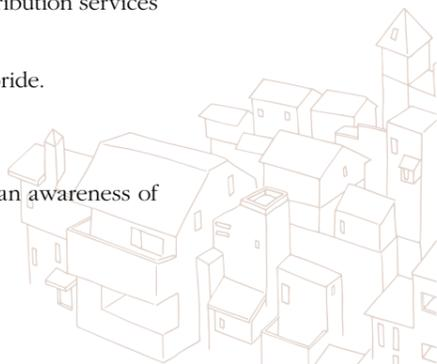 ribution services
ride.
an awareness of